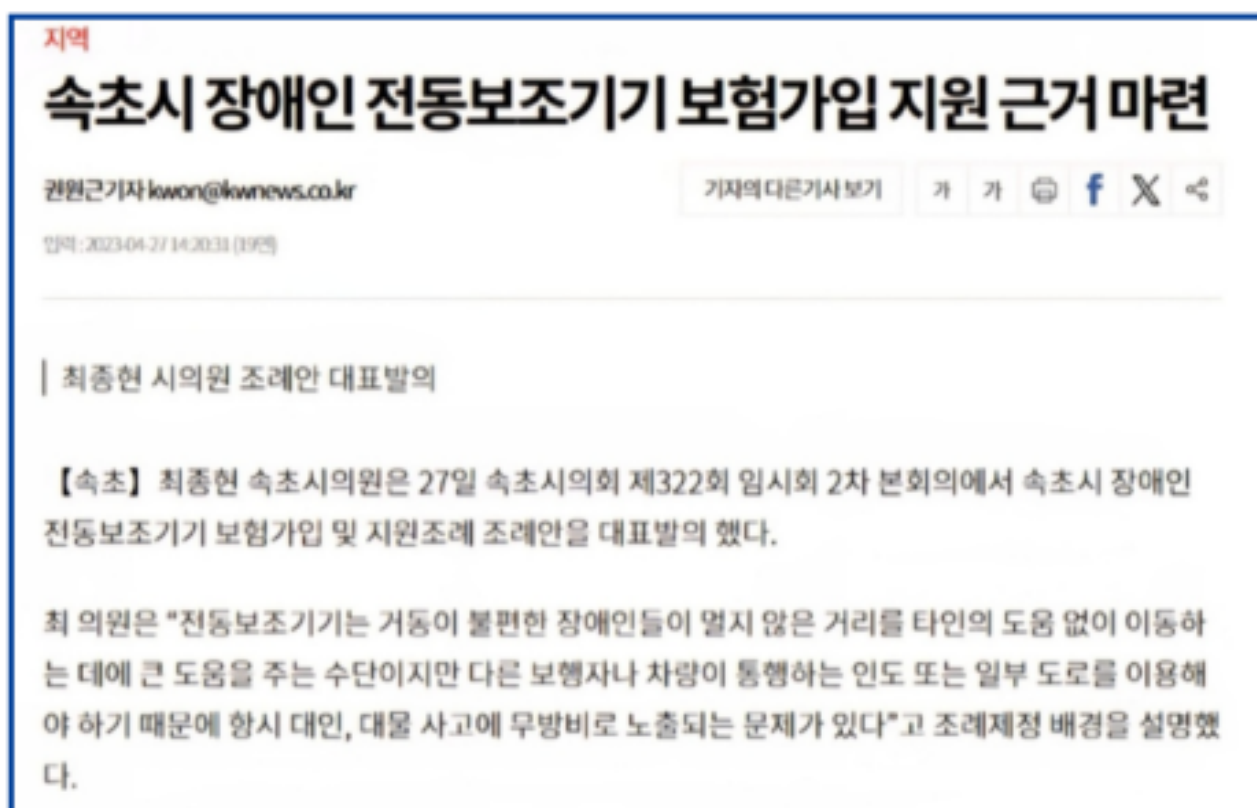 지역
속초시 장애인 전동보조기기 보험가입 지원 근거 마련
권원근기자 kwon@kwnews.co.kr
기자의 다른기사 보기
가 가 f X
입력 : 2023-04-27 14:20:31 (19면)
최종현 시의원 조례안 대표발의
【속초】최종현 속초시의원은 27일 속초시의회 제322회 임시회 2차 본회의에서 속초시 장애인
전동보조기기 보험가입 및 지원조례 조례안을 대표발의 했다.
최 의원은 “전동보조기기는 거동이 불편한 장애인들이 멀지 않은 거리를 타인의 도움 없이 이동하
는 데에 큰 도움을 주는 수단이지만 다른 보행자나 차량이 통행하는 인도 또는 일부 도로를 이용해
야 하기 때문에 항시 대인, 대물 사고에 무방비로 노출되는 문제가 있다”고 조례제정 배경을 설명했
다.